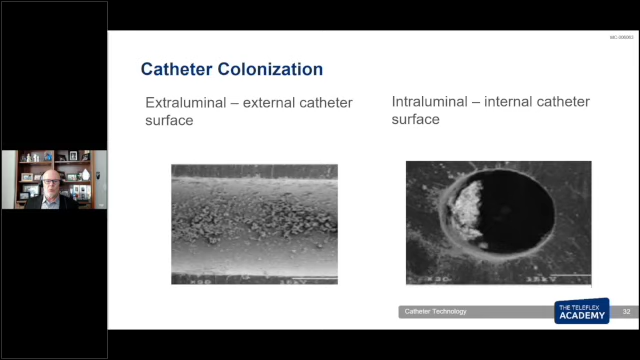 Catheter Colonization
Extraluminal – external catheter
surface
Intraluminal – internal catheter
surface
Catheter Technology
THE TELEFLEX
ACADEMY
32